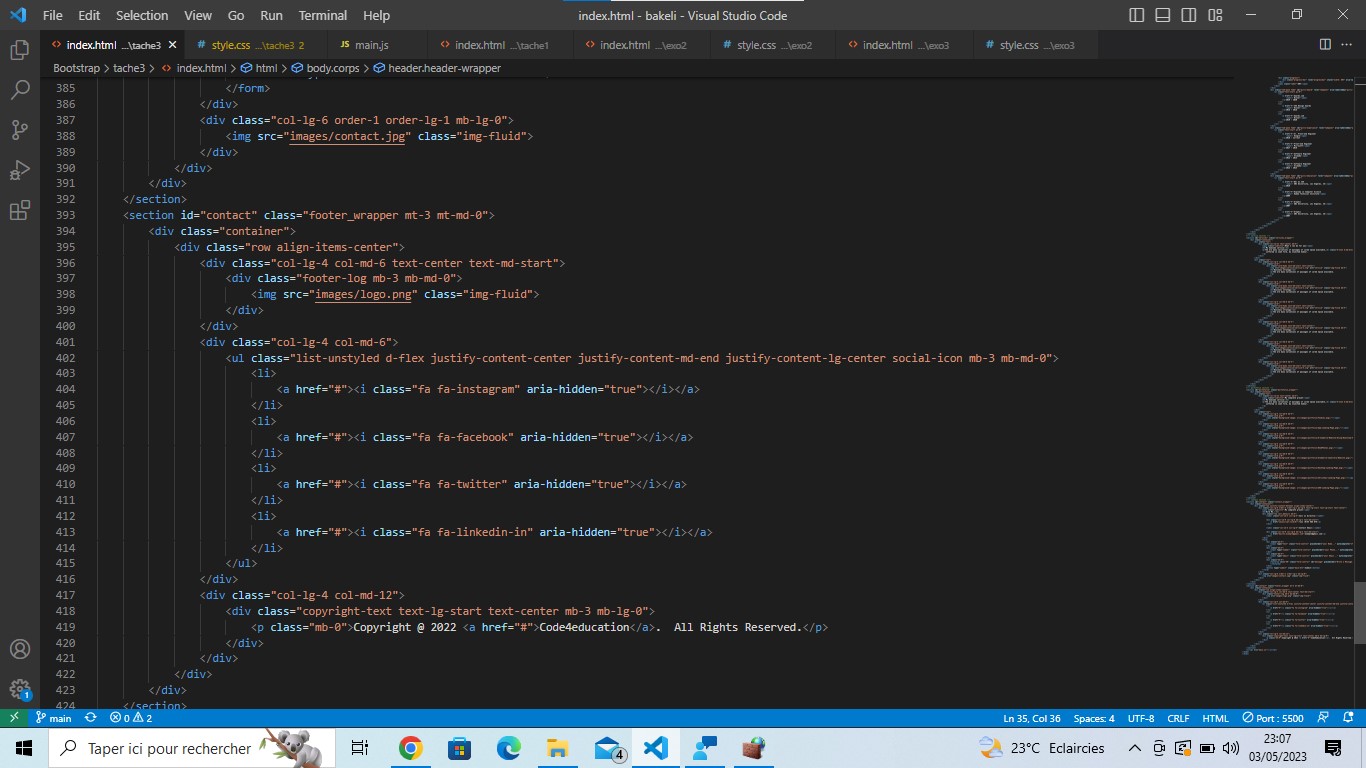 File Edit Selection View Go Run Terminal Help index.html - bakeli - Visual Studio Code
index.html ...\tache3 style.css ...\tache3 2 main.js index.html ...\tache1 index.html ...\exo2 style.css ...\exo2 index.html ...\exo3 style.css ...\exo3
Bootstrap > tache3 > index.html > html > body.corps > header.header-wrapper
385 </form>
386 </div>
387 <div class="col-lg-6 order-1 order-lg-1 mb-lg-0">
388 <img src="images/contact.jpg" class="img-fluid">
389 </div>
390 </div>
391 </div>
392 </section>
393 <section id="contact" class="footer_wrapper mt-3 mt-md-0">
394 <div class="container">
395 <div class="row align-items-center">
396 <div class="col-lg-4 col-md-6 text-center text-md-start">
397 <div class="footer-log mb-3 mb-md-0">
398 <img src="images/logo.png" class="img-fluid">
399 </div>
400 </div>
401 <div class="col-lg-4 col-md-6">
402 <ul class="list-unstyled d-flex justify-content-center justify-content-md-end justify-content-lg-center social-icon mb-3 mb-md-0">
403 <li>
404 <a href="#"><i class="fa fa-instagram" aria-hidden="true"></i></a>
405 </li>
406 <li>
407 <a href="#"><i class="fa fa-facebook" aria-hidden="true"></i></a>
408 </li>
409 <li>
410 <a href="#"><i class="fa fa-twitter" aria-hidden="true"></i></a>
411 </li>
412 <li>
413 <a href="#"><i class="fa fa-linkedin-in" aria-hidden="true"></i></a>
414 </li>
415 </ul>
416 </div>
417 <div class="col-lg-4 col-md-12">
418 <div class="copyright-text text-lg-start text-center mb-3 mb-lg-0">
419 <p class="mb-0">Copyright @ 2022 <a href="#">Code4education</a>.  All Rights Reserved.</p>
420 </div>
421 </div>
422 </div>
423 </div>
424 </section>
1 main 0 2 Ln 35, Col 36 Spaces: 4 UTF-8 CRLF HTML Port : 5500
Taper ici pour rechercher 4 23°C Eclaircies 23:07
03/05/2023